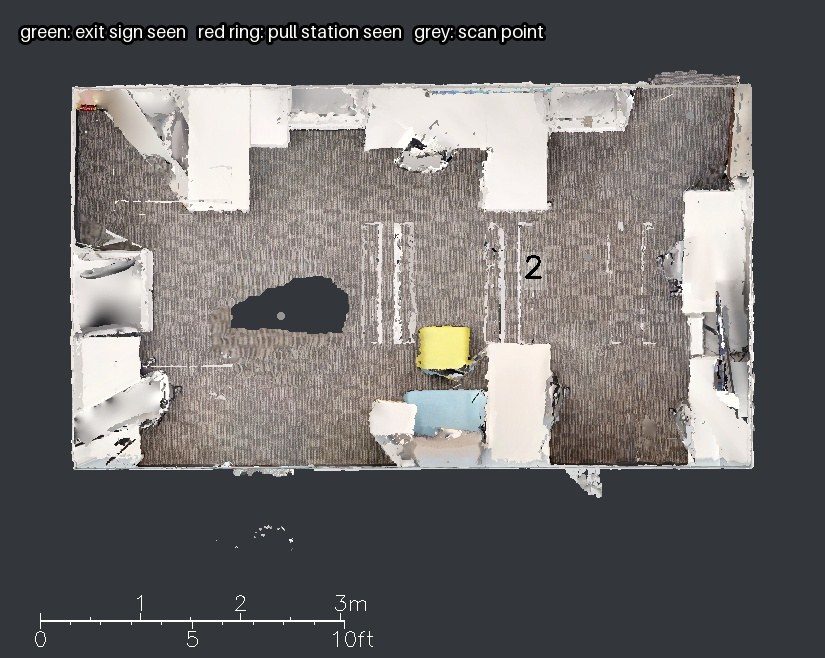 green: exit sign seen   red ring: pull station seen   grey: scan point
2
1 2 3m
0 5 10ft